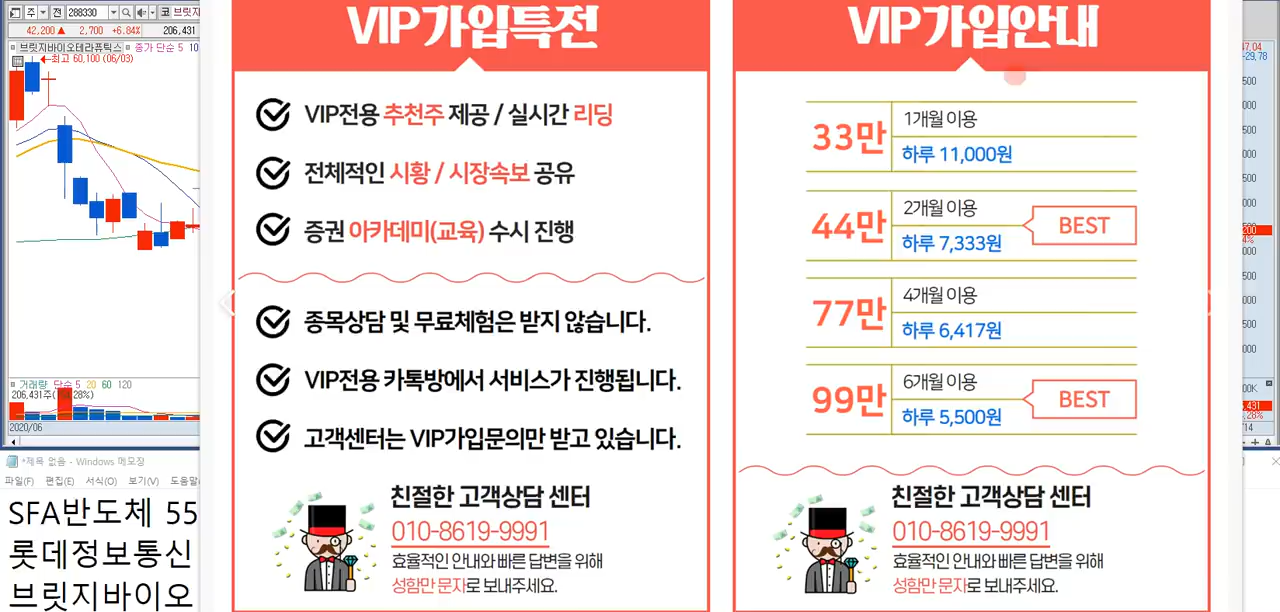 주 전 288330 코 브릿지
42,200▲ 2,700 +6.84% 206,431
브릿지바이오테라퓨틱스 종가 단순 5 10
최고 60,100 (06/03)
거래량 단순 5 20 60 120
2020/06
*제목 없음 - Windows 메모장
파일(F) 편집(E) 서식(O) 보기(V) 도움말
SFA반도체 55
롯데정보통신
브릿지바이오
VIP가입특전
VIP전용 추천주 제공 / 실시간 리딩
전체적인 시황 / 시장속보 공유
증권 아카데미(교육) 수시 진행
종목상담 및 무료체험은 받지 않습니다.
VIP전용 카톡방에서 서비스가 진행됩니다.
고객센터는 VIP가입문의만 받고 있습니다.
친절한 고객상담 센터
010-8619-9991
효율적인 안내와 빠른 답변을 위해
성함만 문자로 보내주세요.
VIP가입안내
33만
1개월 이용
하루 11,000원
44만
2개월 이용
하루 7,333원
BEST
77만
4개월 이용
하루 6,417원
99만
6개월 이용
하루 5,500원
BEST
친절한 고객상담 센터
010-8619-9991
효율적인 안내와 빠른 답변을 위해
성함만 문자로 보내주세요.